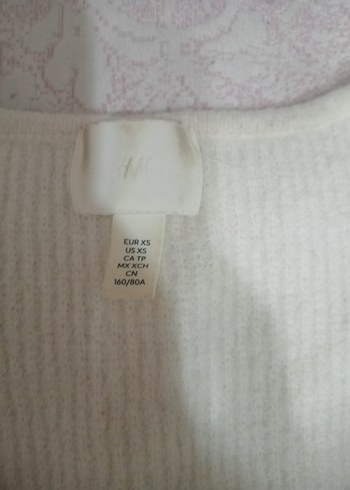 H&M
EUR XS
US XS
CA TP
MX XCH
CN
160/80A